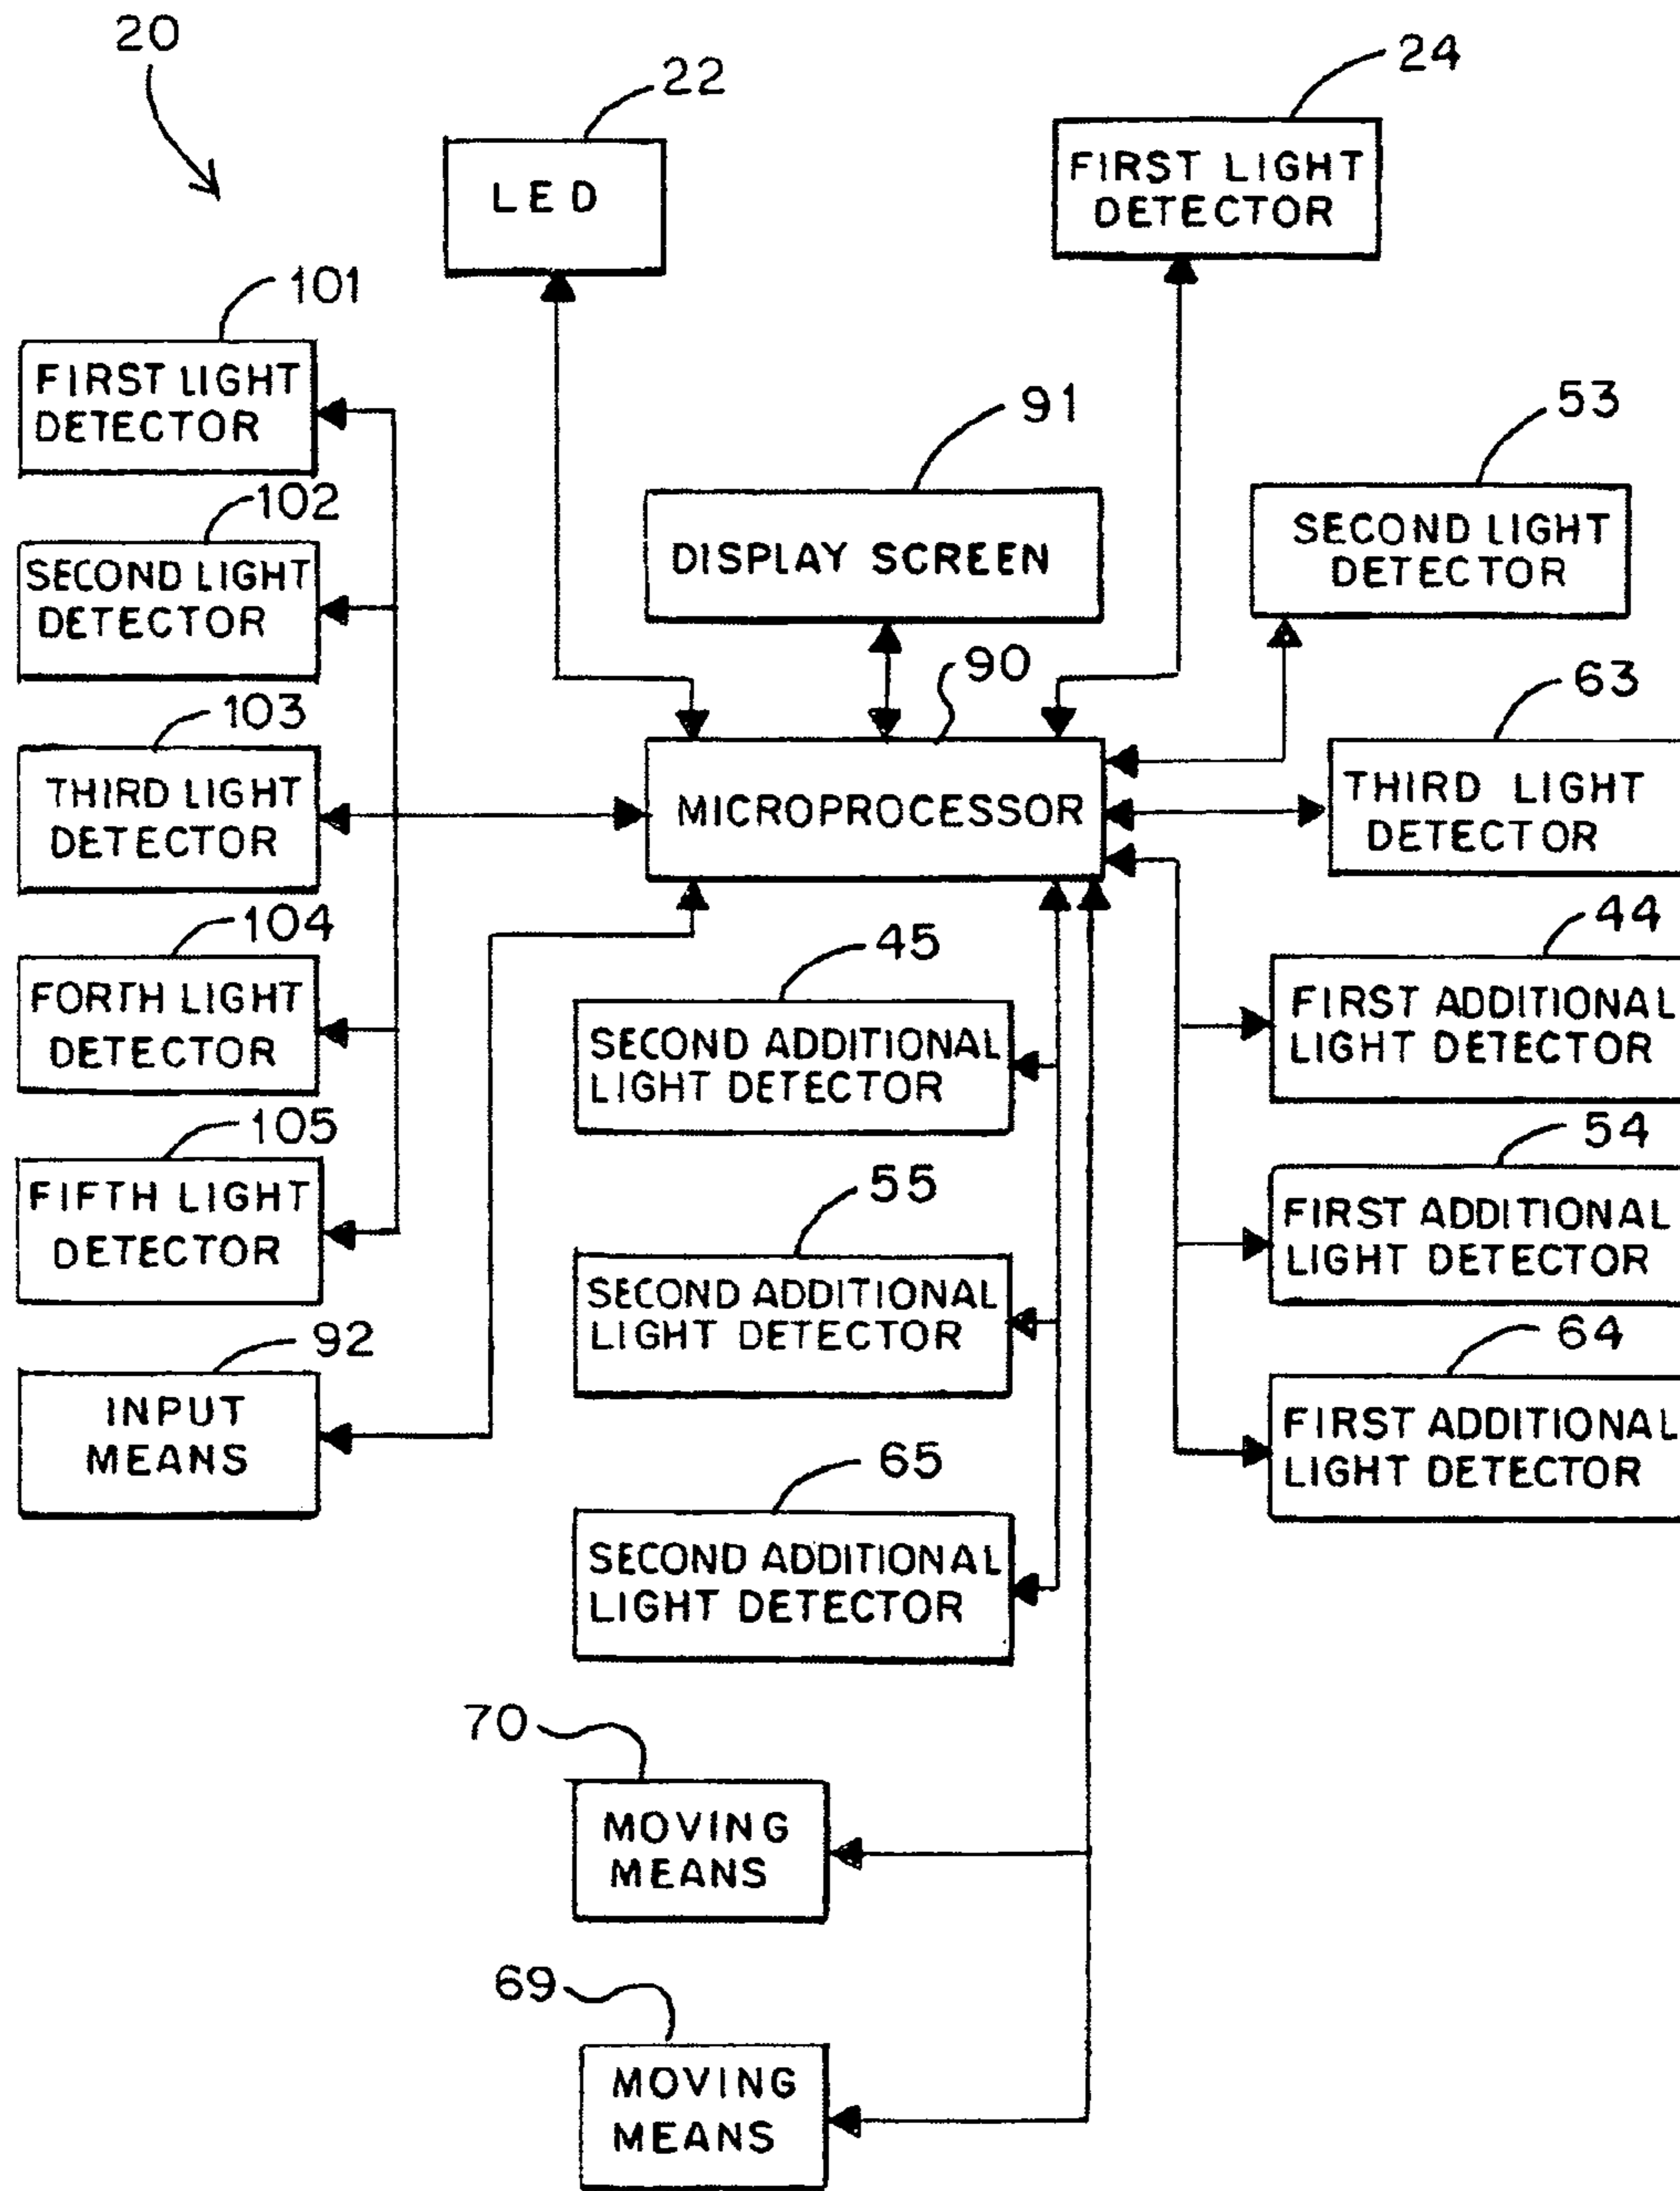 20
22
LED
24
FIRST LIGHT
DETECTOR
101
FIRST LIGHT
DETECTOR
102
SECOND LIGHT
DETECTOR
103
THIRD LIGHT
DETECTOR
104
FORTH LIGHT
DETECTOR
105
FIFTH LIGHT
DETECTOR
92
INPUT
MEANS
91
DISPLAY SCREEN
90
MICROPROCESSOR
53
SECOND LIGHT
DETECTOR
63
THIRD LIGHT
DETECTOR
44
FIRST ADDITIONAL
LIGHT DETECTOR
54
FIRST ADDITIONAL
LIGHT DETECTOR
64
FIRST ADDITIONAL
LIGHT DETECTOR
45
SECOND ADDITIONAL
LIGHT DETECTOR
55
SECOND ADDITIONAL
LIGHT DETECTOR
65
SECOND ADDITIONAL
LIGHT DETECTOR
70
MOVING
MEANS
69
MOVING
MEANS